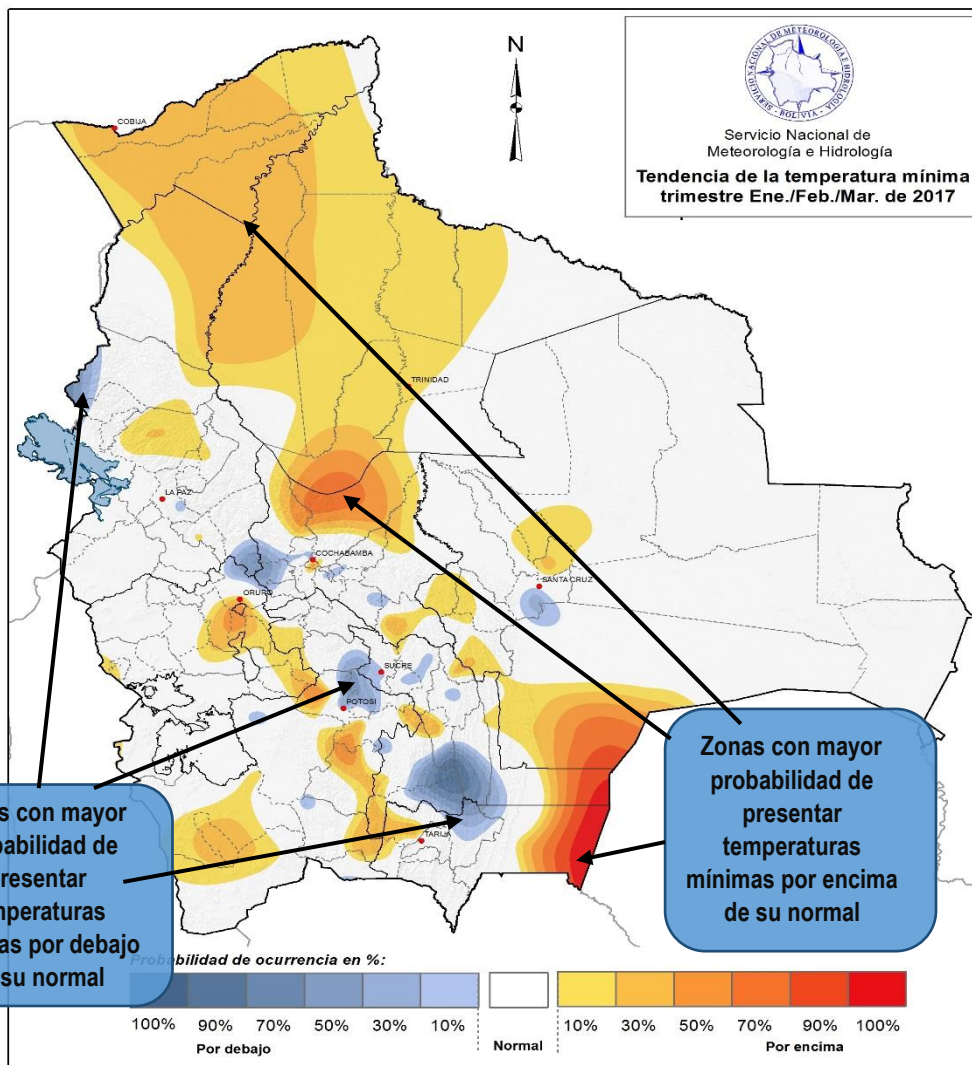 N
SERVICIO NACIONAL DE METEOROLOGÍA E HIDROLOGÍA
- BOLIVIA -
Servicio Nacional de
Meteorología e Hidrología
Tendencia de la temperatura mínima
trimestre Ene./Feb./Mar. de 2017
COBIJA
TRINIDAD
LA PAZ
COCHABAMBA
SANTA CRUZ
ORURO
SUCRE
POTOSI
TARIJA
Zonas con mayor
probabilidad de
presentar
temperaturas
mínimas por encima
de su normal
s con mayor
abilidad de
resentar
mperaturas
as por debajo
su normal
Probabilidad de ocurrencia en %:
100% 90% 70% 50% 30% 10% Normal 10% 30% 50% 70% 90% 100%
Por debajo Por encima